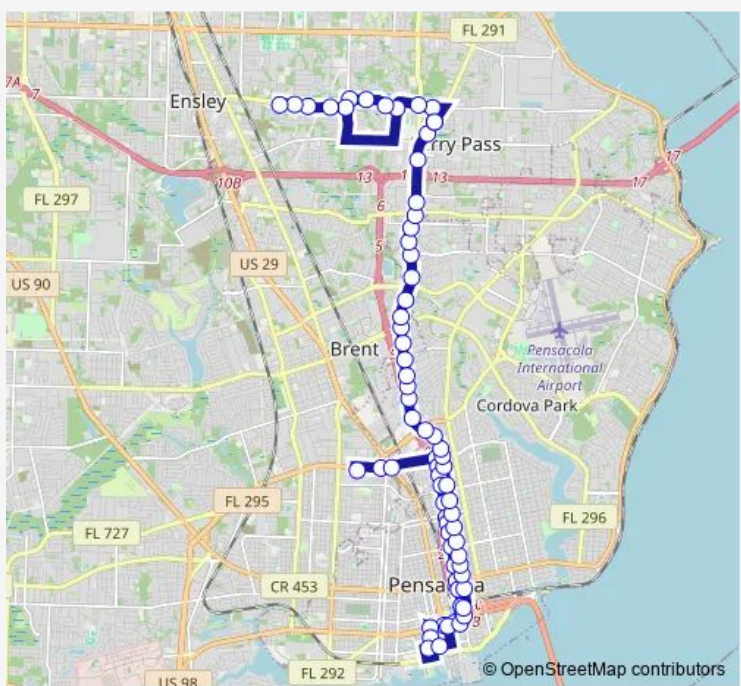 FL 291
7A
7
Ensley
rry Pass
17
13
1
13
10B
17
FL 297
6
5
US 29
US 90
Brent
Pensacola
International
Airport
Cordova Park
FL 295
FL 296
FL 727
2
CR 453
Pensa
a
FL 292
US 98
© OpenStreetMap contributors